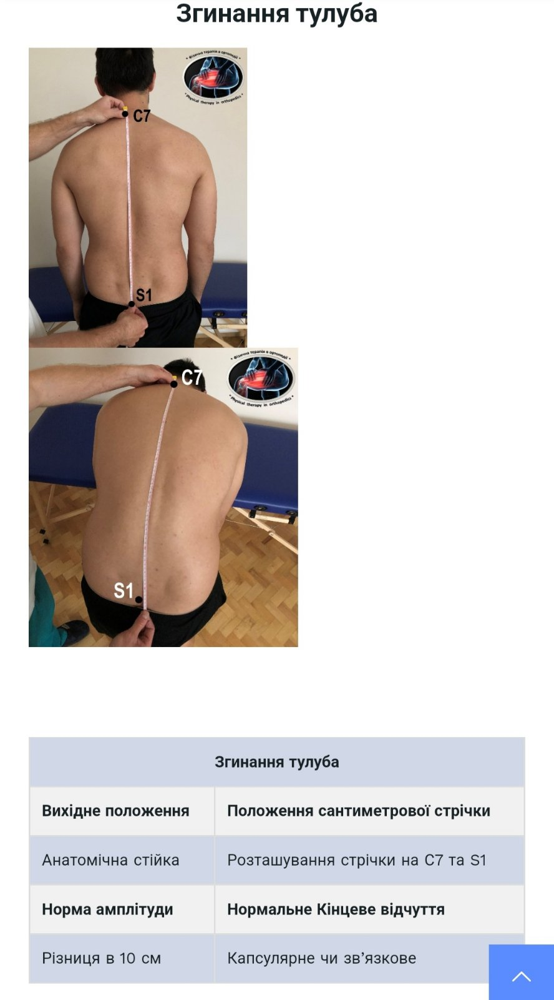 Згинання тулуба
• Фізична терапія в ортопедії •
• Physical therapy in orthopedics •
C7
S1
• Фізична терапія в ортопедії •
C7
• Physical therapy in orthopedics •
S1
Згинання тулуба
Вихідне положення
Положення сантиметрової стрічки
Анатомічна стійка
Розташування стрічки на С7 та S1
Норма амплітуди
Нормальне Кінцеве відчуття
Різниця в 10 см
Капсулярне чи зв’язкове